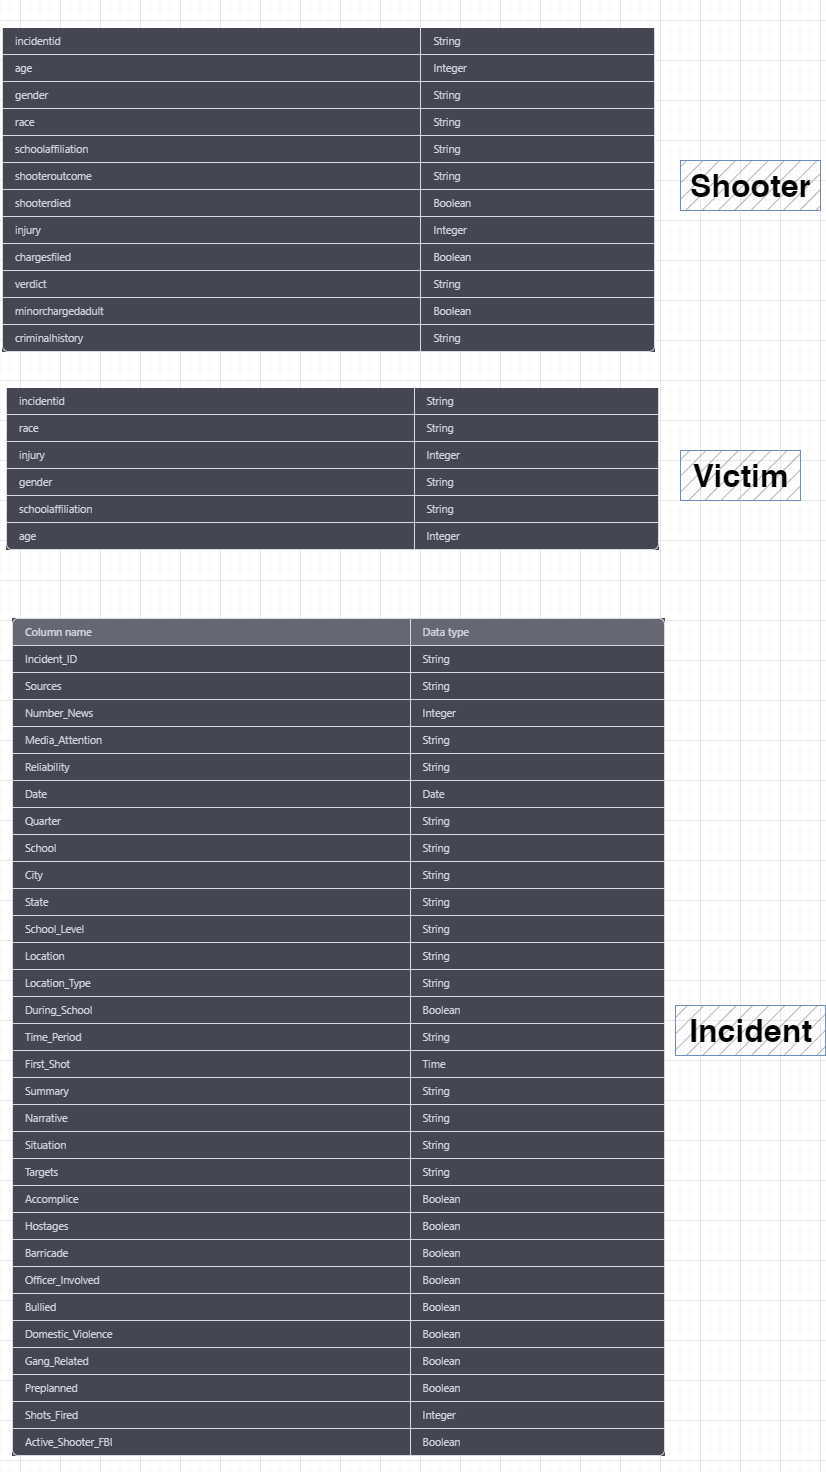 incidentid String
age Integer
gender String
race String
schoolaffiliation String
shooteroutcome String
shooterdied Boolean
injury Integer
chargesfiled Boolean
verdict String
minorchargedadult Boolean
criminalhistory String
Shooter
incidentid String
race String
injury Integer
gender String
schoolaffiliation String
age Integer
Victim
Column name Data type
Incident_ID String
Sources String
Number_News Integer
Media_Attention String
Reliability String
Date Date
Quarter String
School String
City String
State String
School_Level String
Location String
Location_Type String
During_School Boolean
Time_Period String
First_Shot Time
Summary String
Narrative String
Situation String
Targets String
Accomplice Boolean
Hostages Boolean
Barricade Boolean
Officer_Involved Boolean
Bullied Boolean
Domestic_Violence Boolean
Gang_Related Boolean
Preplanned Boolean
Shots_Fired Integer
Active_Shooter_FBI Boolean
Incident